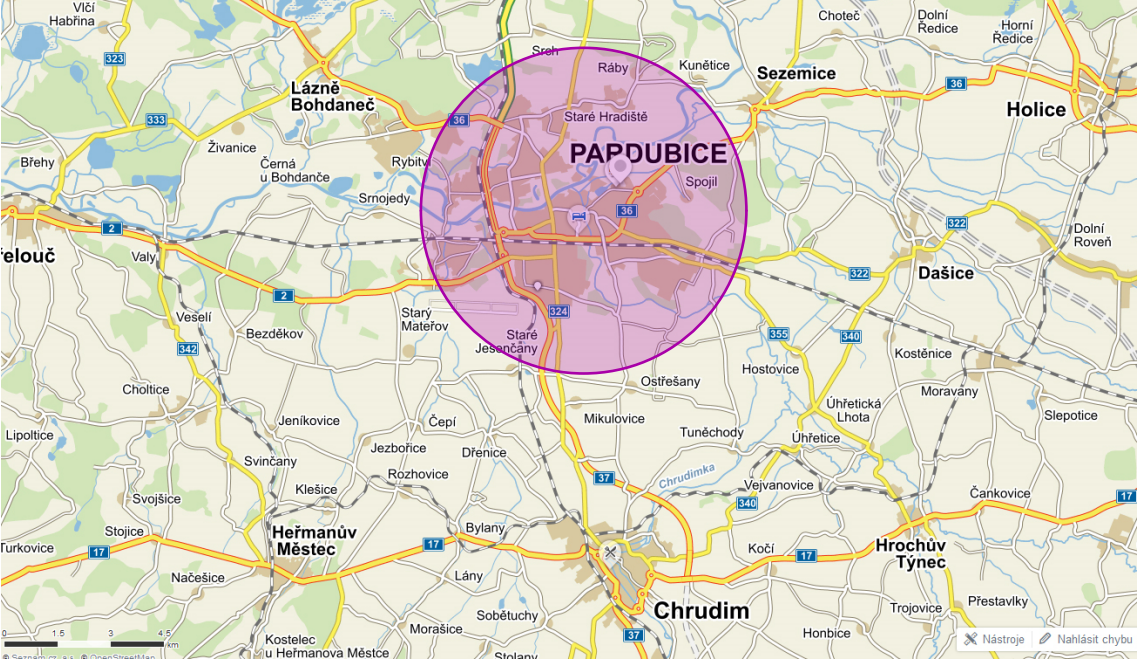 Vlčí
Habřina
Choteč
Dolní
Ředice
Horní
Ředice
Srch
323
Ráby
Kunětice
Sezemice
36
Lázně
Bohdaneč
Holice
333
36
Staré Hradiště
Živanice
PARDUBICE
Břehy
Černá
u Bohdanče
Rybitví
Spojil
Srnojedy
36
322
2
Dolní
Roveň
Valy
322
Dašice
2
Starý
Mateřov
324
Veselí
Bezděkov
Staré
Jesenčany
355
340
342
Kostěnice
Hostovice
Choltice
Ostřešany
Moravany
Úhřetická
Lhota
Slepotice
Jeníkovice
Čepí
Mikulovice
Lipoltice
Tuněchody
Úhřetice
Jezbořice
Dřenice
Svinčany
Rozhovice
Chrudimka
37
Klešice
Vejvanovice
Čankovice
17
Svojšice
340
Stojice
Heřmanův
Městec
Bylany
17
17
Kočí
17
Hrochův
Týnec
Načešice
Lány
Přestavlky
Sobětuchy
Chrudim
Trojovice
Morašice
37
Honbice
0 1.5 3 4.5
km
Kostelec
u Heřmanova Městce
Nástroje
Nahlásit chybu
Stolany
© Seznam.cz, a.s., © OpenStreetMap